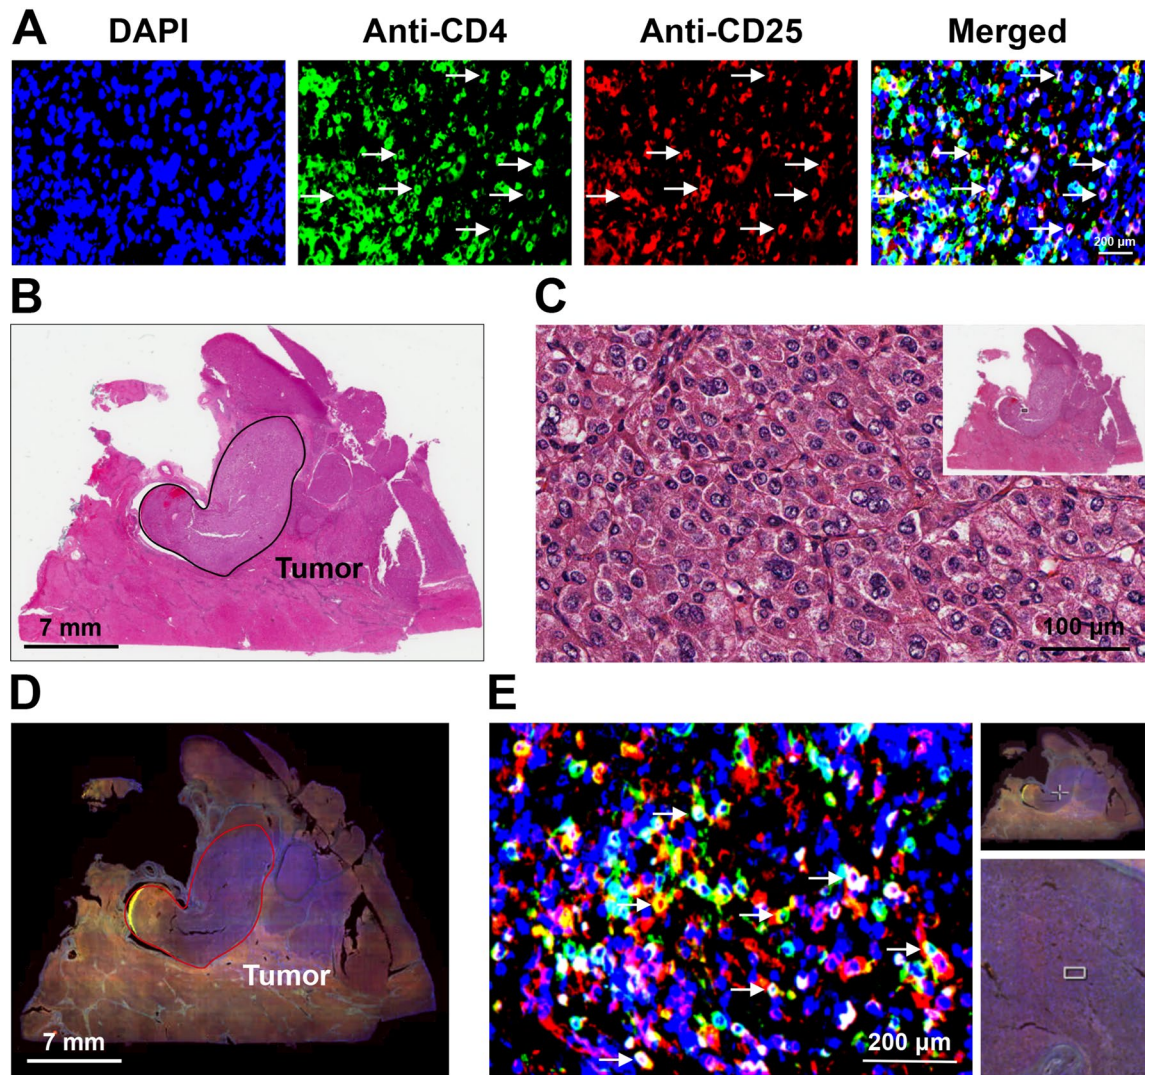 A
DAPI
Anti-CD4
Anti-CD25
Merged
200 µm
B
Tumor
7 mm
C
100 µm
D
Tumor
7 mm
E
200 µm